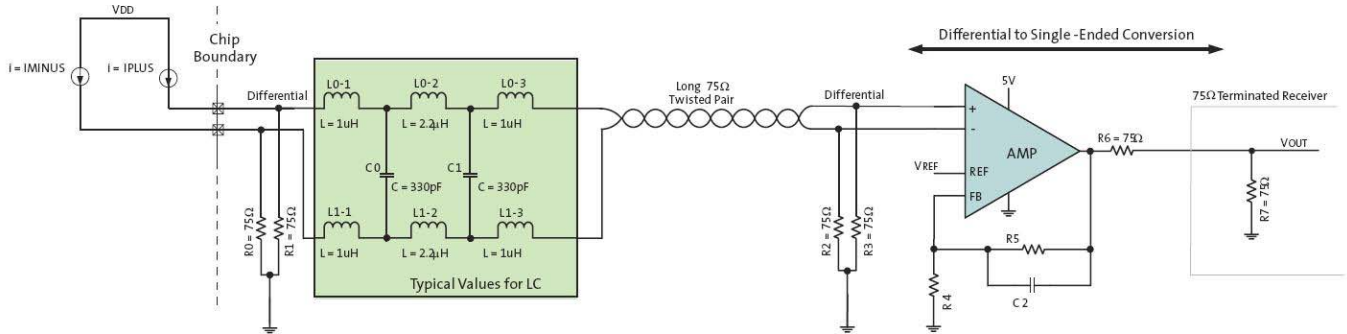 VDD
i = IMINUS
i = IPLUS
Chip
Boundary
Differential
R0 = 75Ω
R1 = 75Ω
L0-1
L = 1uH
L0-2
L = 2.2µH
L0-3
L = 1uH
C0
C = 330pF
C1
C = 330pF
L1-1
L = 1uH
L1-2
L = 2.2µH
L1-3
L = 1uH
Typical Values for LC
Long 75Ω
Twisted Pair
Differential
R2 = 75Ω
R3 = 75Ω
Differential to Single -Ended Conversion
5V
+
-
AMP
VREF
REF
FB
R4
R5
C2
R6 = 75Ω
75Ω Terminated Receiver
VOUT
R7 = 75Ω